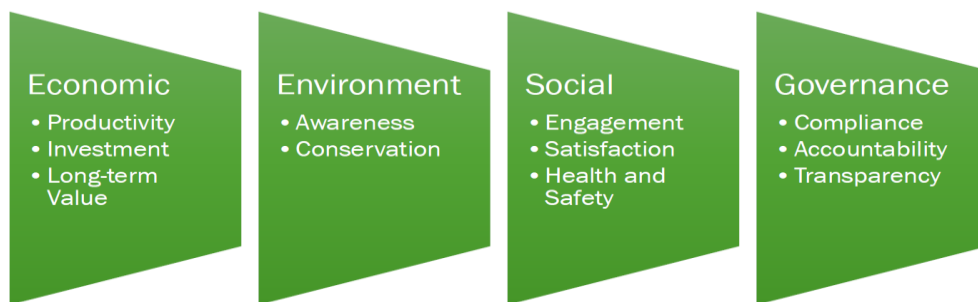 Economic
• Productivity
• Investment
• Long-term
Value
Environment
• Awareness
• Conservation
Social
• Engagement
• Satisfaction
• Health and
Safety
Governance
• Compliance
• Accountability
• Transparency